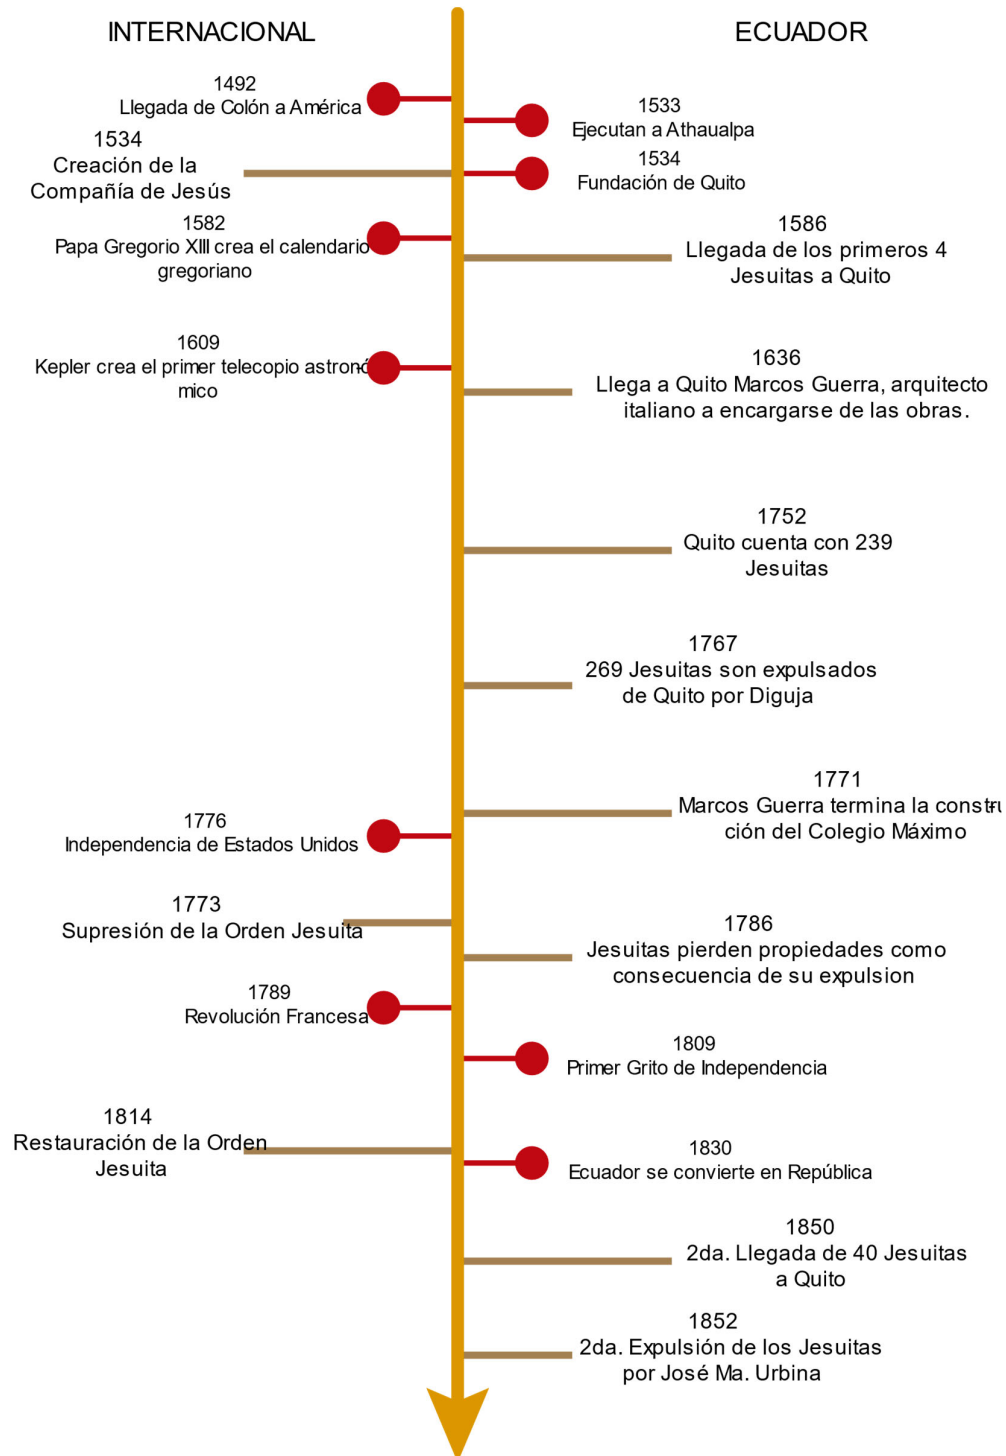 INTERNACIONAL
ECUADOR
1492
Llegada de Colón a América
1533
Ejecutan a Athaualpa
1534
Creación de la
Compañía de Jesús
1534
Fundación de Quito
1582
Papa Gregorio XIII crea el calendario
gregoriano
1586
Llegada de los primeros 4
Jesuitas a Quito
1609
Kepler crea el primer telecopio astronó-
mico
1636
Llega a Quito Marcos Guerra, arquitecto
italiano a encargarse de las obras.
1752
Quito cuenta con 239
Jesuitas
1767
269 Jesuitas son expulsados
de Quito por Diguja
1771
Marcos Guerra termina la constru-
ción del Colegio Máximo
1776
Independencia de Estados Unidos
1773
Supresión de la Orden Jesuita
1786
Jesuitas pierden propiedades como
consecuencia de su expulsion
1789
Revolución Francesa
1809
Primer Grito de Independencia
1814
Restauración de la Orden
Jesuita
1830
Ecuador se convierte en República
1850
2da. Llegada de 40 Jesuitas
a Quito
1852
2da. Expulsión de los Jesuitas
por José Ma. Urbina